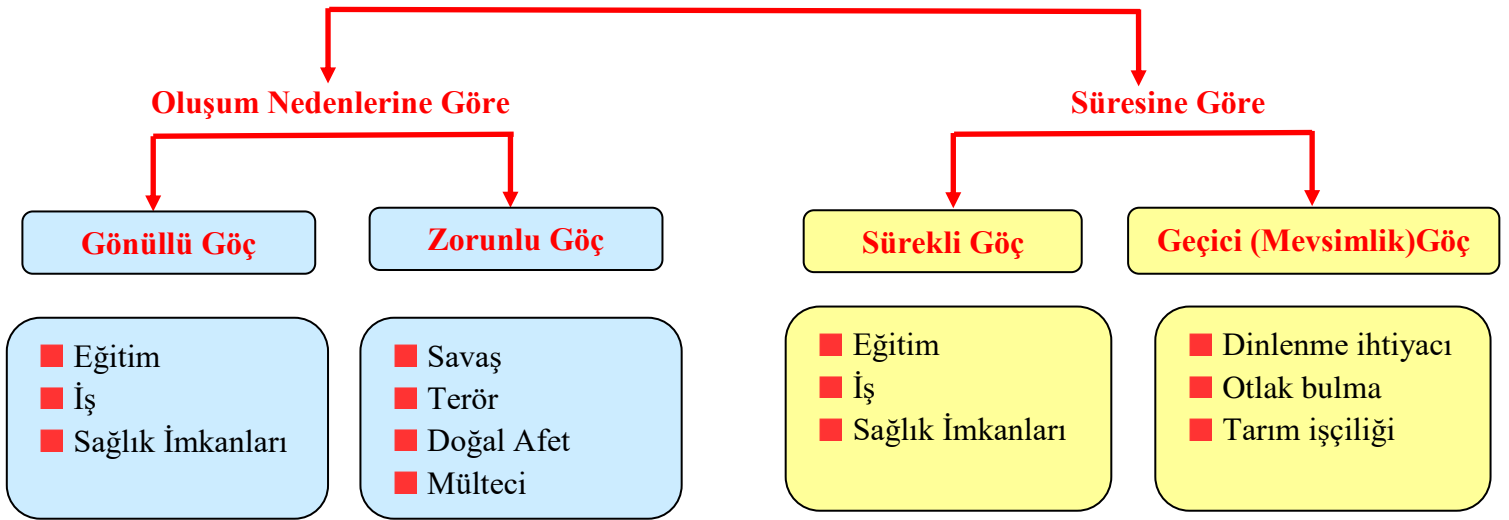 Oluşum Nedenlerine Göre
Süresine Göre
Gönüllü Göç
Zorunlu Göç
Sürekli Göç
Geçici (Mevsimlik)Göç
Eğitim
İş
Sağlık İmkanları
Savaş
Terör
Doğal Afet
Mülteci
Eğitim
İş
Sağlık İmkanları
Dinlenme ihtiyacı
Otlak bulma
Tarım işçiliği